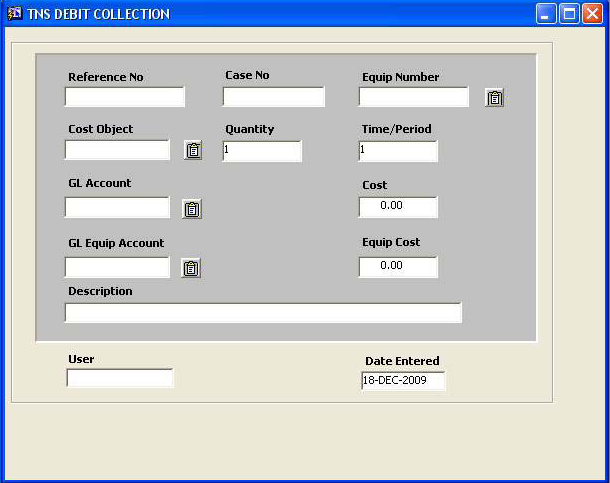 TNS DEBIT COLLECTION
Reference No Case No Equip Number
Cost Object Quantity Time/Period
1 1
GL Account Cost
0.00
GL Equip Account Equip Cost
0.00
Description
User Date Entered
18-DEC-2009